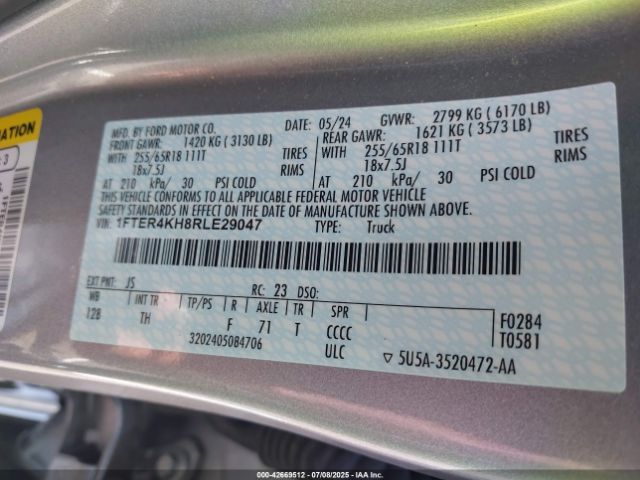 MFD. BY FORD MOTOR CO. DATE: 05/24 GVWR: 2799 KG ( 6170 LB)
FRONT GAWR: 1420 KG ( 3130 LB) REAR GAWR: 1621 KG ( 3573 LB)
WITH 255/65R18 111T TIRES WITH 255/65R18 111T TIRES
18x7.5J RIMS 18x7.5J RIMS
AT 210 kPa/ 30 PSI COLD AT 210 kPa/ 30 PSI COLD
THIS VEHICLE CONFORMS TO ALL APPLICABLE FEDERAL MOTOR VEHICLE
SAFETY STANDARDS IN EFFECT ON THE DATE OF MANUFACTURE SHOWN ABOVE.
VIN: 1FTER4KH8RLE29047 TYPE: Truck
EXT PNT: JS RC: 23 DSO:
WB INT TR TP/PS R AXLE TR SPR
128 TH F 71 T CCCC F0284
3202405084706 ULC T0581
5U5A-3520472-AA
MATION
3
000-42669512 - 07/08/2025 - IAA Inc.